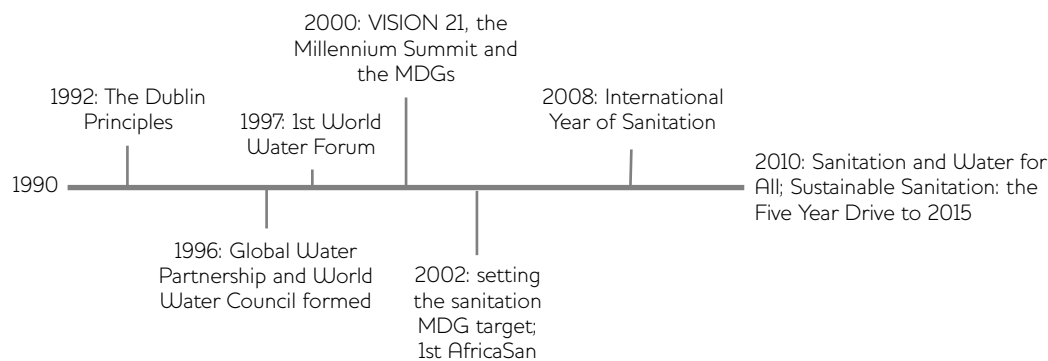 2000: VISION 21, the
Millennium Summit and
the MDGs
1992: The Dublin
Principles
1997: 1st World
Water Forum
2008: International
Year of Sanitation
1990
2010: Sanitation and Water for
All; Sustainable Sanitation: the
Five Year Drive to 2015
1996: Global Water
Partnership and World
Water Council formed
2002: setting
the sanitation
MDG target;
1st AfricaSan